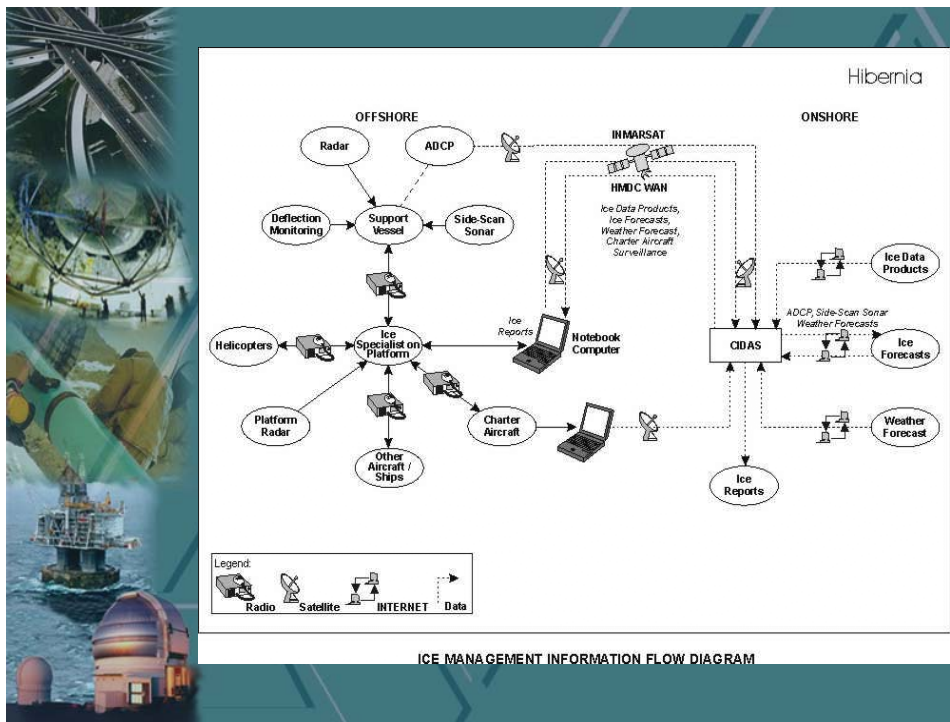 Hibernia
OFFSHORE
ONSHORE
Radar
ADCP
INMARSAT
HMDC WAN
Ice Data Products,
Ice Forecasts,
Weather Forecast,
Charter Aircraft
Surveillance
Deflection
Monitoring
Support
Vessel
Side-Scan
Sonar
Ice Data
Products
ADCP, Side-Scan Sonar
Weather Forecasts
Helicopters
Ice
Specialist on
Platform
Ice
Reports
Notebook
Computer
CIDAS
Ice
Forecasts
Platform
Radar
Charter
Aircraft
Weather
Forecast
Other
Aircraft /
Ships
Ice
Reports
Legend:
Radio
Satellite
INTERNET
Data
ICE MANAGEMENT INFORMATION FLOW DIAGRAM